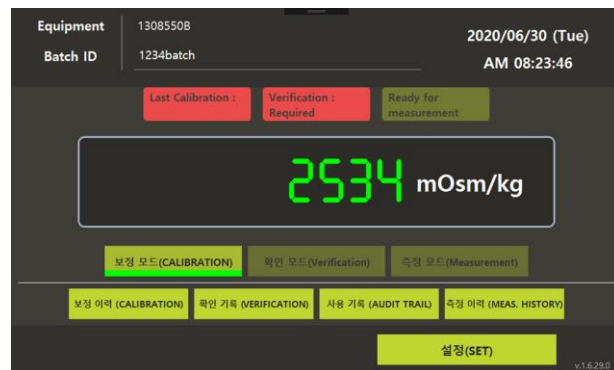 Equipment 1308550B
2020/06/30 (Tue)
Batch ID 1234batch
AM 08:23:46
Last Calibration :
Verification :
Required
Ready for
measurement
2534 mOsm/kg
보정 모드(CALIBRATION)
확인 모드(Verification)
측정 모드(Measurement)
보정 이력 (CALIBRATION)
확인 기록 (VERIFICATION)
사용 기록 (AUDIT TRAIL)
측정 이력 (MEAS. HISTORY)
설정(SET)
v.1.6.29.0